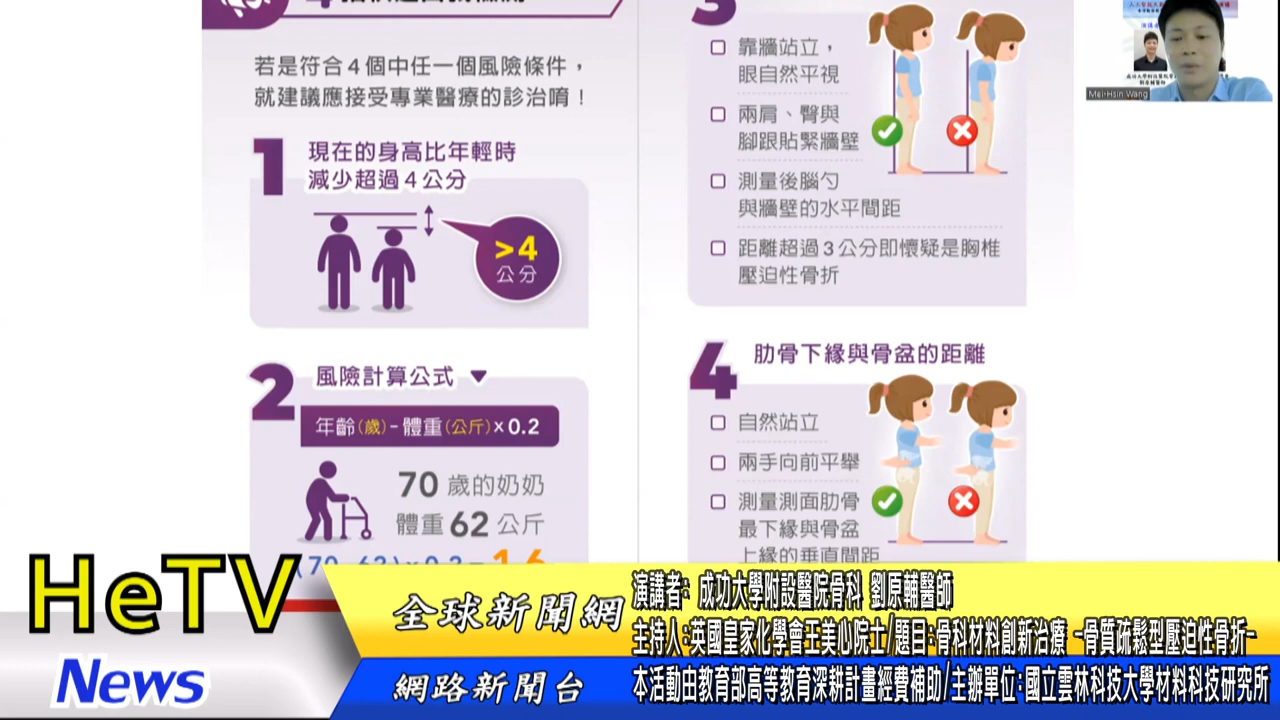 若是符合4個中任一個風險條件，
就建議應接受專業醫療的診治唷！
1
現在的身高比年輕時
減少超過4公分
>4
公分
2
風險計算公式
年齡(歲)-體重(公斤)×0.2
70歲的奶奶
體重62公斤
3
靠牆站立，
眼自然平視
兩肩、臀與
腳跟貼緊牆壁
測量後腦勺
與牆壁的水平間距
距離超過3公分即懷疑是胸椎
壓迫性骨折
4
肋骨下緣與骨盆的距離
自然站立
兩手向前平舉
測量測面肋骨
最下緣與骨盆
上緣的垂直間距
Mei-Hsin Wang
HeTV
News
全球新聞網
網路新聞台
演講者: 成功大學附設醫院骨科 劉原輔醫師
主持人:英國皇家化學會王美心院士/題目:骨科材料創新治療 -骨質疏鬆型壓迫性骨折-
本活動由教育部高等教育深耕計畫經費補助/主辦單位:國立雲林科技大學材料科技研究所